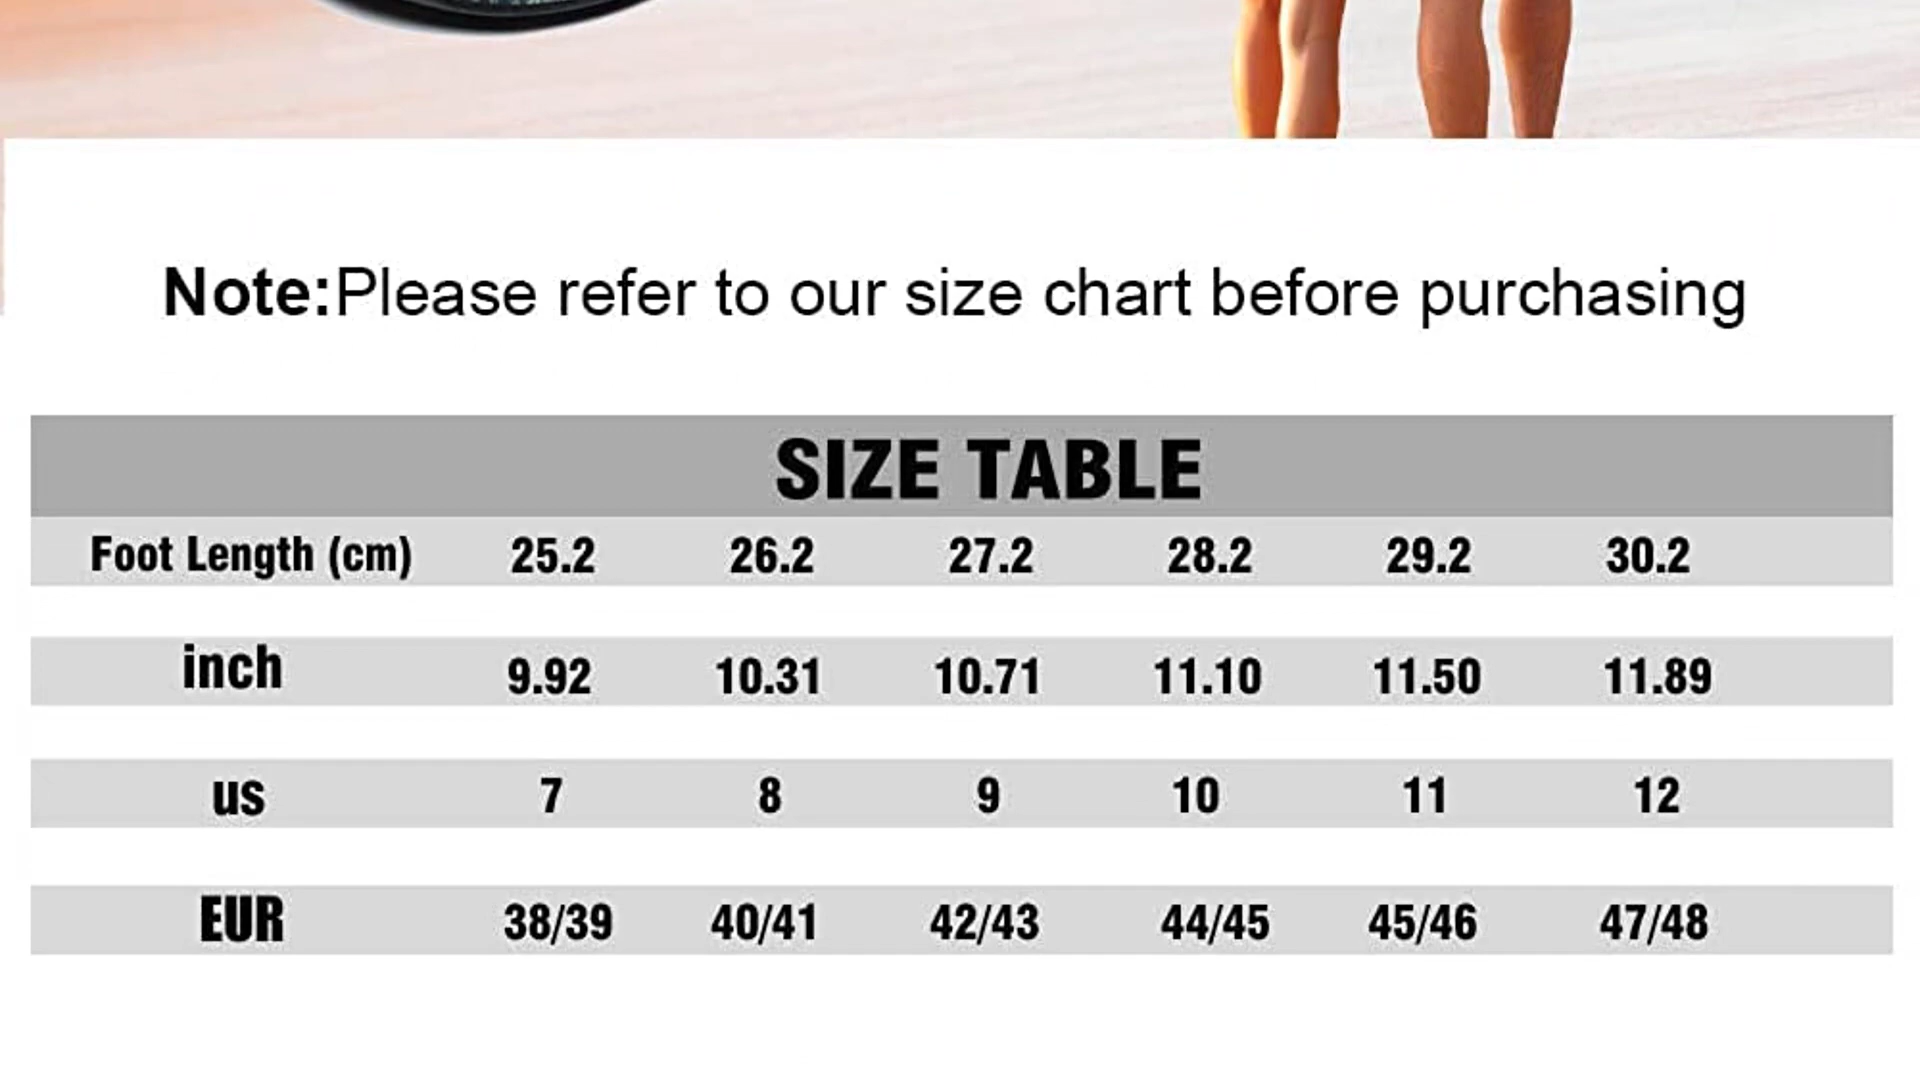 Note:Please refer to our size chart before purchasing
SIZE TABLE
Foot Length (cm) 25.2 26.2 27.2 28.2 29.2 30.2
inch 9.92 10.31 10.71 11.10 11.50 11.89
us 7 8 9 10 11 12
EUR 38/39 40/41 42/43 44/45 45/46 47/48